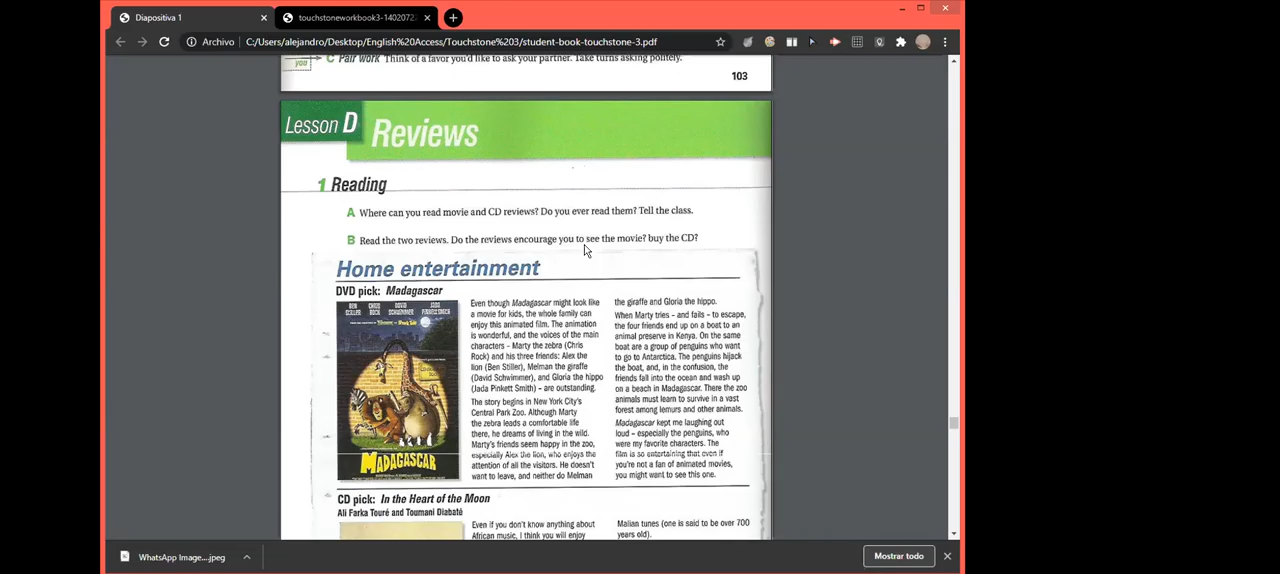 Diapositiva 1
touchstoneworkbook3-1402072
Archivo
C:/Users/alejandro/Desktop/English%20Access/Touchstone%203/student-book-touchstone-3.pdf
you
C Pair work Think of a favor you'd like to ask your partner. Take turns asking politely.
103
Lesson D
Reviews
1 Reading
A Where can you read movie and CD reviews? Do you ever read them? Tell the class.
B Read the two reviews. Do the reviews encourage you to see the movie? buy the CD?
Home entertainment
DVD pick: Madagascar
BEN STILLER CHRIS ROCK DAVID SCHWIMMER JADA PINKETT SMITH
MADAGASCAR
Even though Madagascar might look like
a movie for kids, the whole family can
enjoy this animated film. The animation
is wonderful, and the voices of the main
characters – Marty the zebra (Chris
Rock) and his three friends: Alex the
lion (Ben Stiller), Melman the giraffe
(David Schwimmer), and Gloria the hippo
(Jada Pinkett Smith) – are outstanding.
The story begins in New York City's
Central Park Zoo. Although Marty
the zebra leads a comfortable life
there, he dreams of living in the wild.
Marty's friends seem happy in the zoo,
especially Alex the lion, who enjoys the
attention of all the visitors. He doesn't
want to leave, and neither do Melman
the giraffe and Gloria the hippo.
When Marty tries - and fails - to escape,
the four friends end up on a boat to an
animal preserve in Kenya. On the same
boat are a group of penguins who want
to go to Antarctica. The penguins hijack
the boat, and, in the confusion, the
friends fall into the ocean and wash up
on a beach in Madagascar. There the zoo
animals must learn to survive in a vast
forest among lemurs and other animals.
Madagascar kept me laughing out
loud – especially the penguins, who
were my favorite characters. The
film is so entertaining that even if
you're not a fan of animated movies,
you might want to see this one.
CD pick: In the Heart of the Moon
Ali Farka Touré and Toumani Diabaté
Even if you don't know anything about
African music, I think you will enjoy
Malian tunes (one is said to be over 700
years old).
WhatsApp Image....jpeg
Mostrar todo